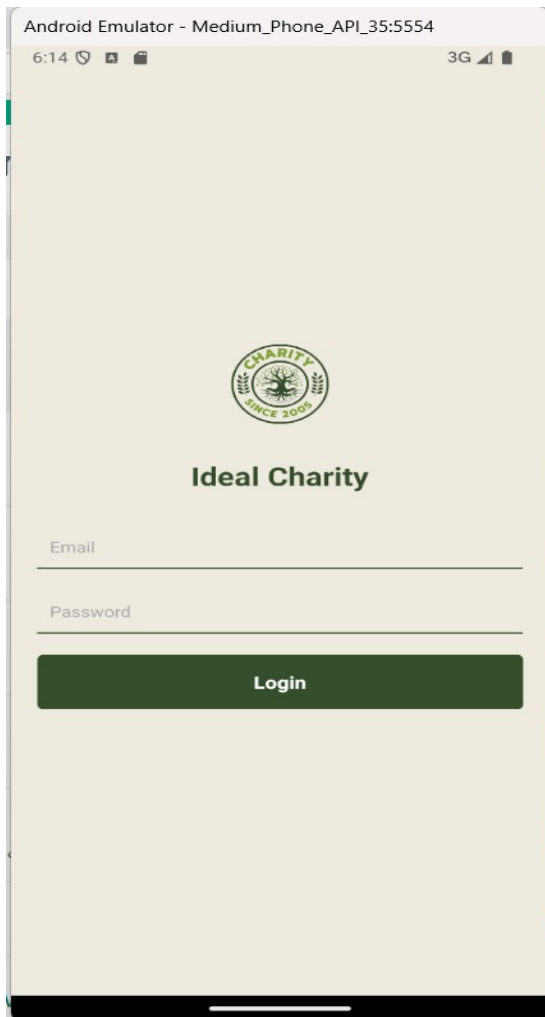 Android Emulator - Medium_Phone_API_35:5554
6:14
3G
CHARITY
SINCE 2005
Ideal Charity
Email
Password
Login